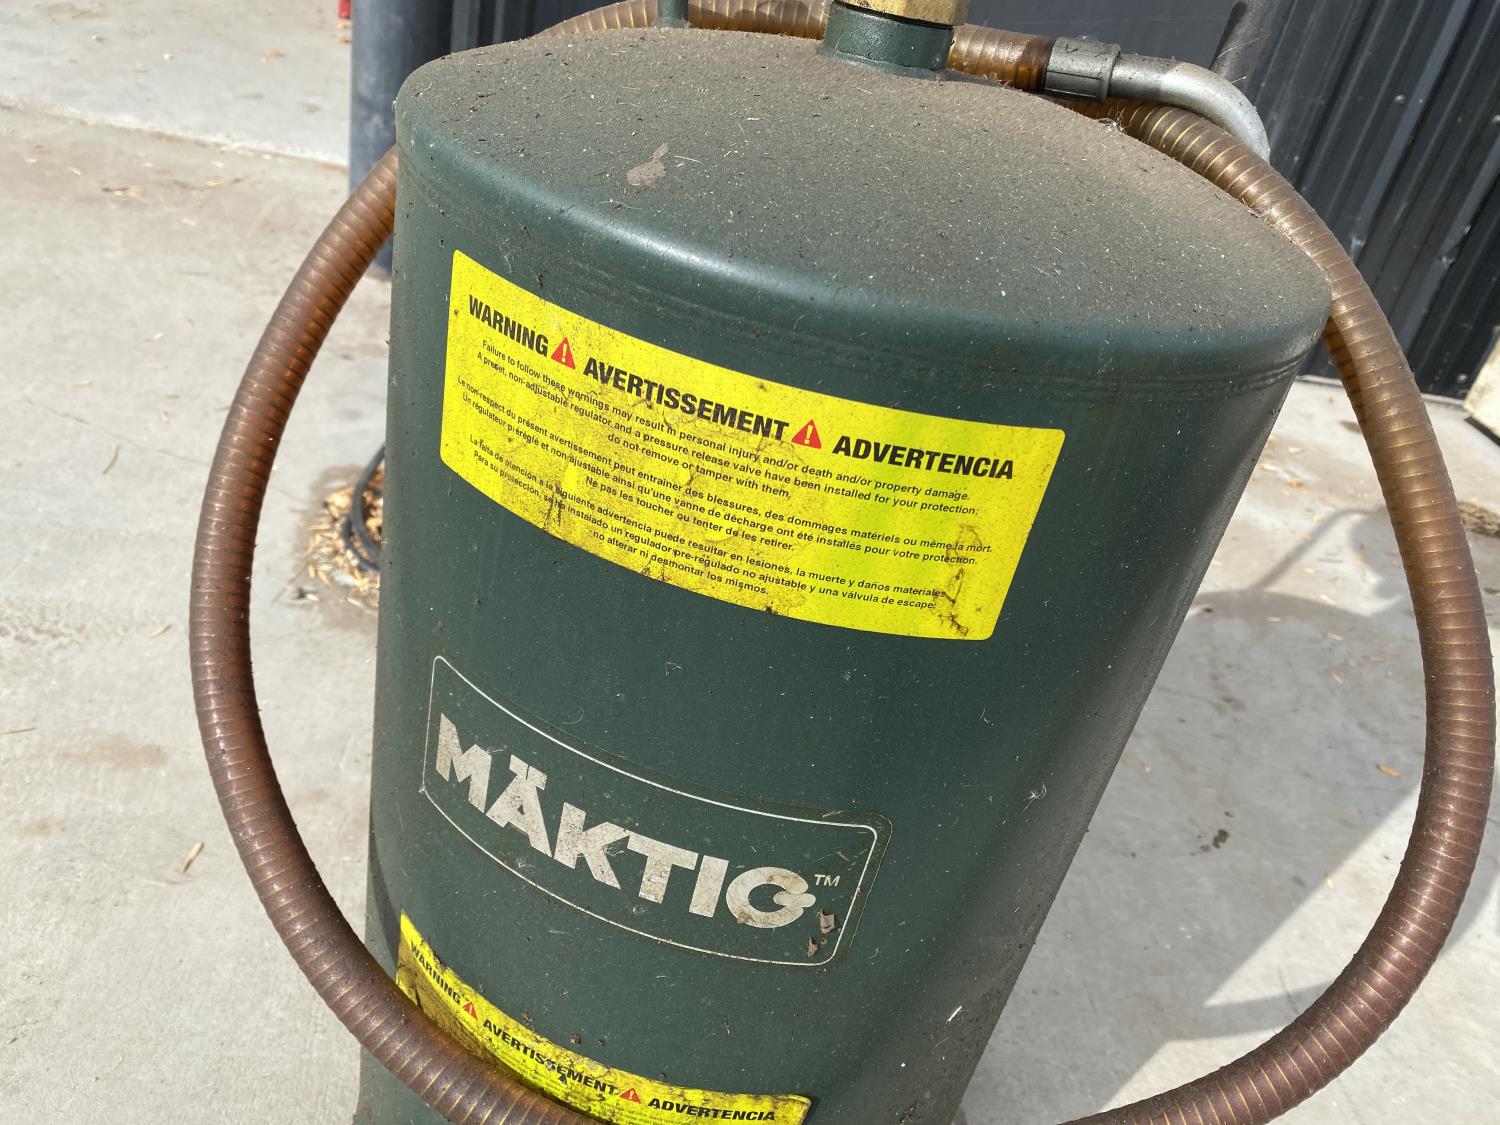 WARNING AVERTISSEMENT ADVERTENCIA
Failure to follow these warnings may result in personal injury and/or death and/or property damage.
A preset, non-adjustable regulator and a pressure release valve have been installed for your protection;
do not remove or tamper with them.
Le non-respect du présent avertissement peut entraîner des blessures, des dommages matériels ou même la mort.
Un régulateur préréglé et non-ajustable ainsi qu'une vanne de décharge ont été installés pour votre protection.
Ne pas les toucher ou tenter de les retirer.
La falta de atención a la siguiente advertencia puede resultar en lesiones, la muerte y daños materiales.
Para su protección, se ha instalado un regulador pre-regulado no ajustable y una válvula de escape;
no alterar ni desmontar los mismos.
MÄKTIG™
WARNING AVERTISSEMENT ADVERTENCIA